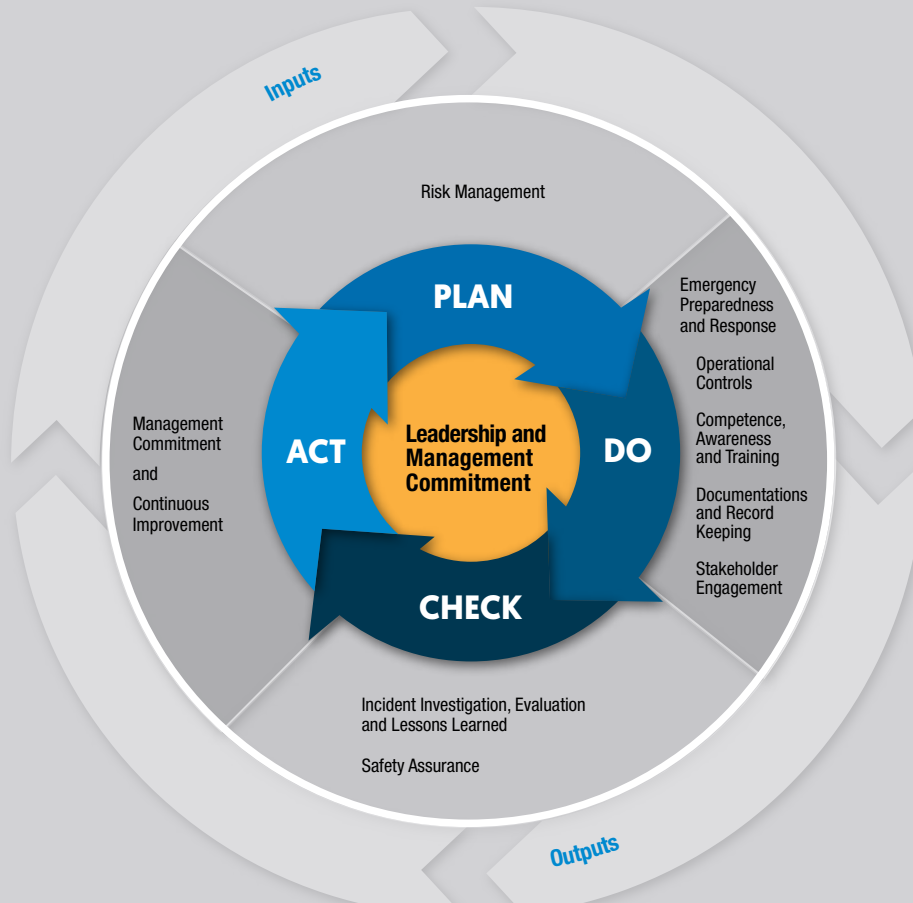 Inputs
Risk Management
PLAN
Emergency
Preparedness
and Response
Operational
Controls
Competence,
Awareness
and Training
Documentations
and Record
Keeping
Stakeholder
Engagement
DO
Leadership and
Management
Commitment
ACT
Management
Commitment
and
Continuous
Improvement
CHECK
Incident Investigation, Evaluation
and Lessons Learned
Safety Assurance
Outputs